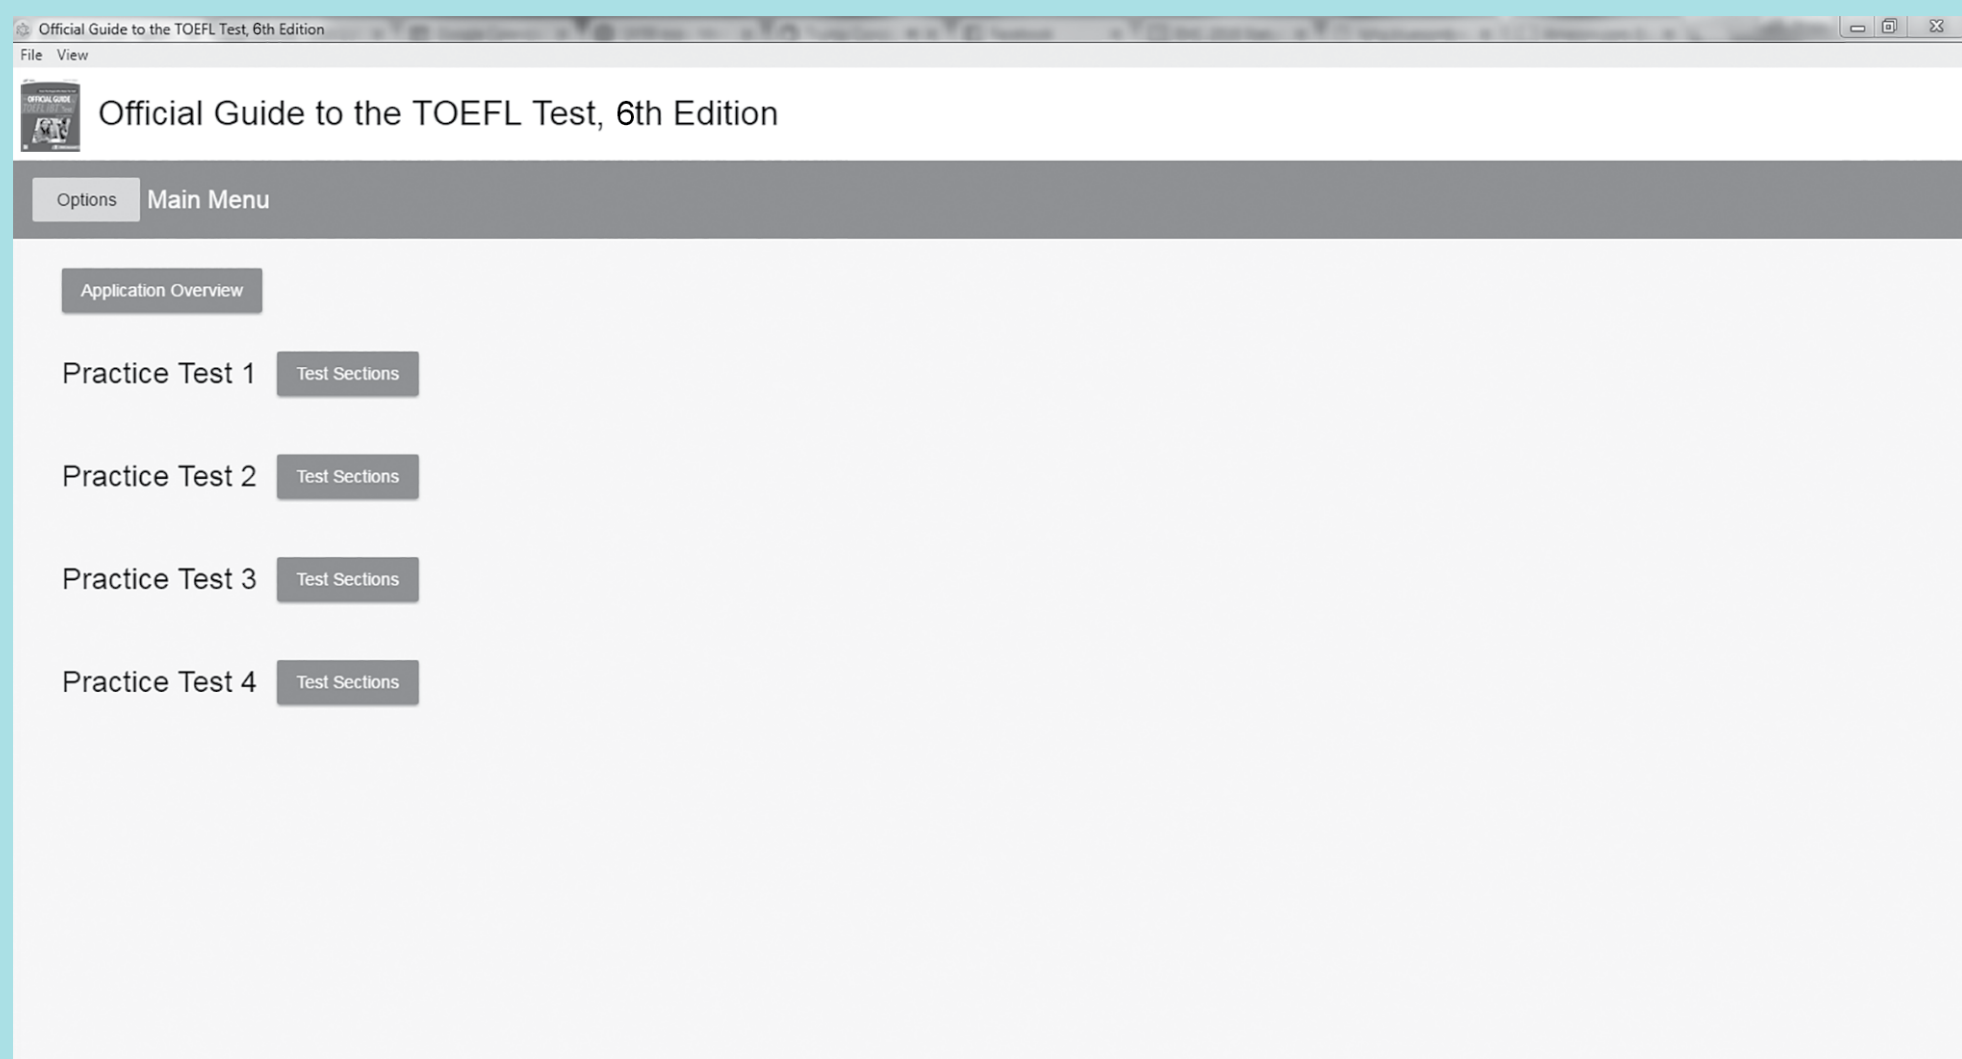 Official Guide to the TOEFL Test, 6th Edition
File View
OFFICIAL GUIDE
Official Guide to the TOEFL Test, 6th Edition
Options Main Menu
Application Overview
Practice Test 1 Test Sections
Practice Test 2 Test Sections
Practice Test 3 Test Sections
Practice Test 4 Test Sections